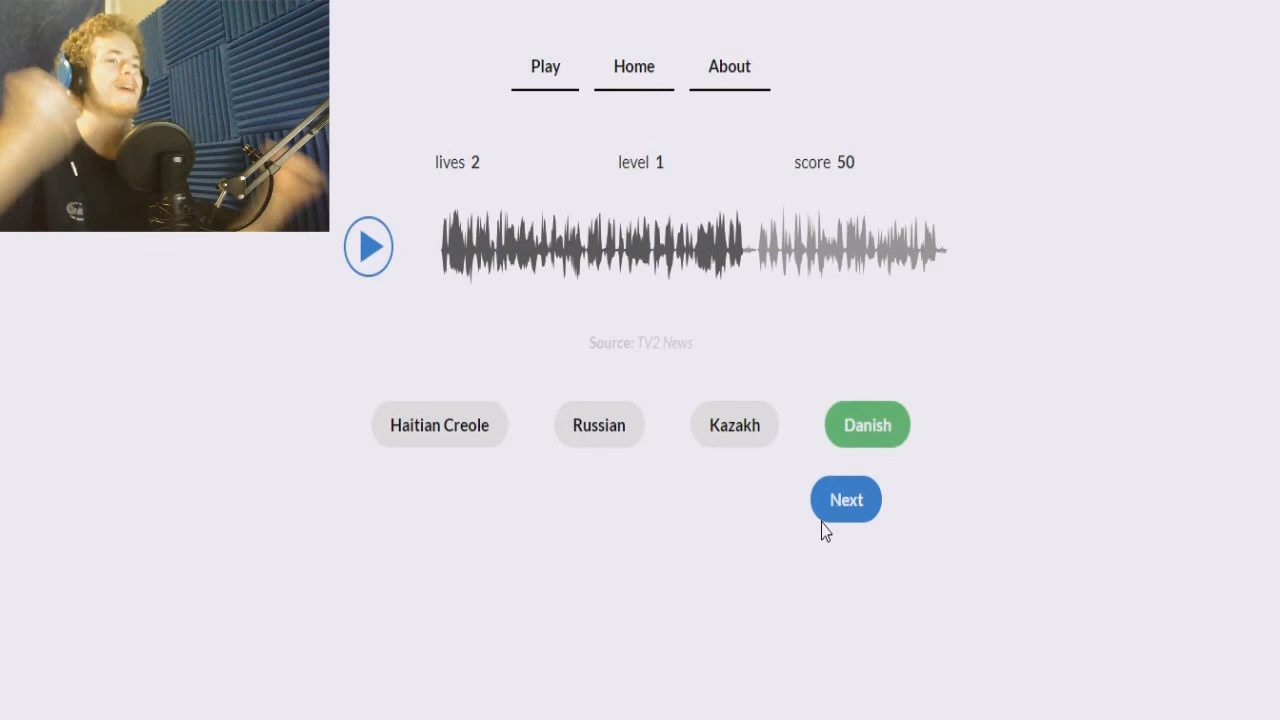 Play Home About
lives 2 level 1 score 50
Source: TV2 News
Haitian Creole Russian Kazakh Danish
Next